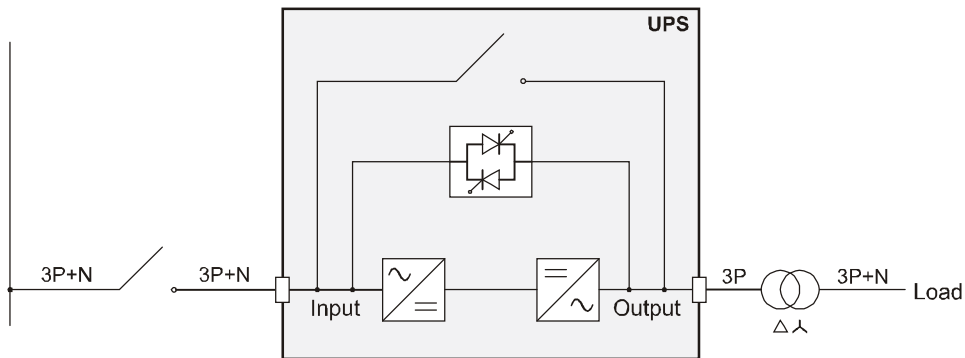 UPS
3P+N
3P+N
Input
Output
3P
3P+N
Load